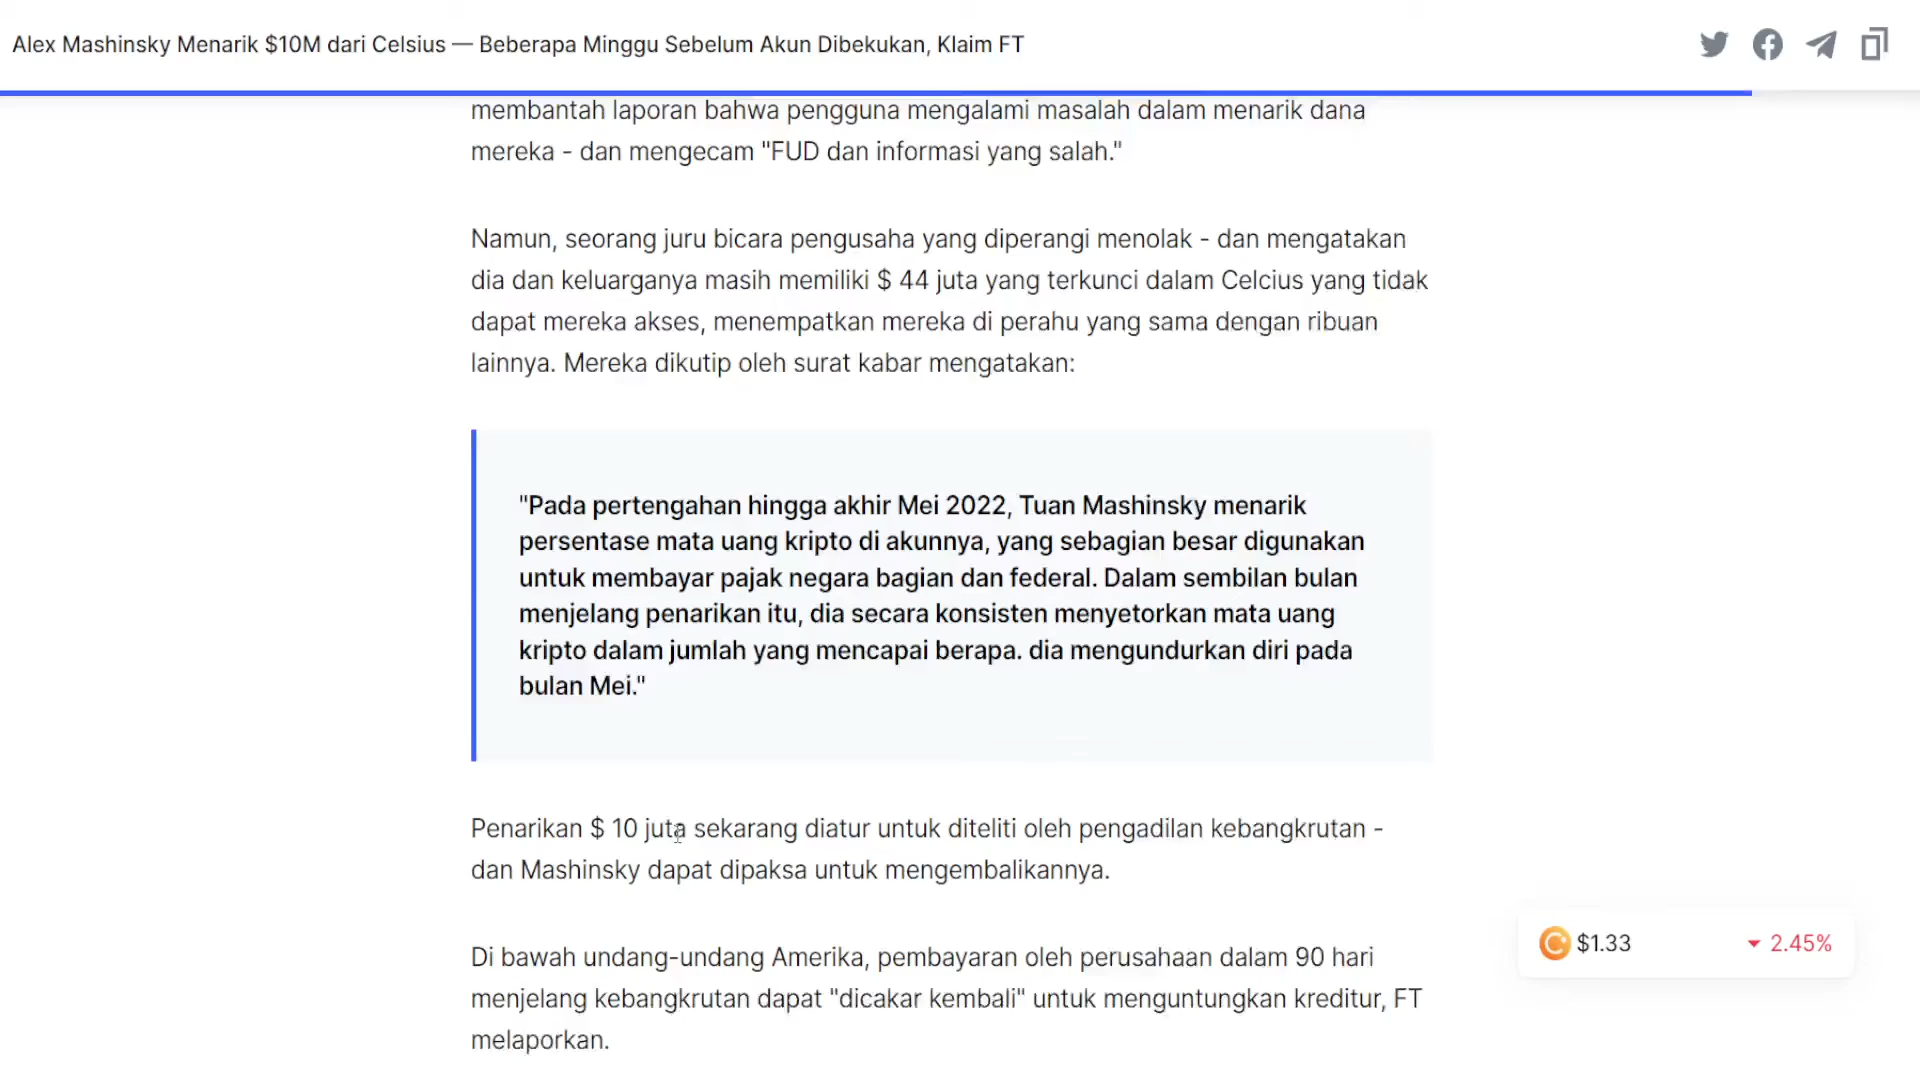 Alex Mashinsky Menarik $10M dari Celsius — Beberapa Minggu Sebelum Akun Dibekukan, Klaim FT
membantah laporan bahwa pengguna mengalami masalah dalam menarik dana
mereka - dan mengecam "FUD dan informasi yang salah."
Namun, seorang juru bicara pengusaha yang diperangi menolak - dan mengatakan
dia dan keluarganya masih memiliki $ 44 juta yang terkunci dalam Celcius yang tidak
dapat mereka akses, menempatkan mereka di perahu yang sama dengan ribuan
lainnya. Mereka dikutip oleh surat kabar mengatakan:
"Pada pertengahan hingga akhir Mei 2022, Tuan Mashinsky menarik
persentase mata uang kripto di akunnya, yang sebagian besar digunakan
untuk membayar pajak negara bagian dan federal. Dalam sembilan bulan
menjelang penarikan itu, dia secara konsisten menyetorkan mata uang
kripto dalam jumlah yang mencapai berapa. dia mengundurkan diri pada
bulan Mei."
Penarikan $ 10 juta sekarang diatur untuk diteliti oleh pengadilan kebangkrutan -
dan Mashinsky dapat dipaksa untuk mengembalikannya.
$1.33 2.45%
Di bawah undang-undang Amerika, pembayaran oleh perusahaan dalam 90 hari
menjelang kebangkrutan dapat "dicakar kembali" untuk menguntungkan kreditur, FT
melaporkan.